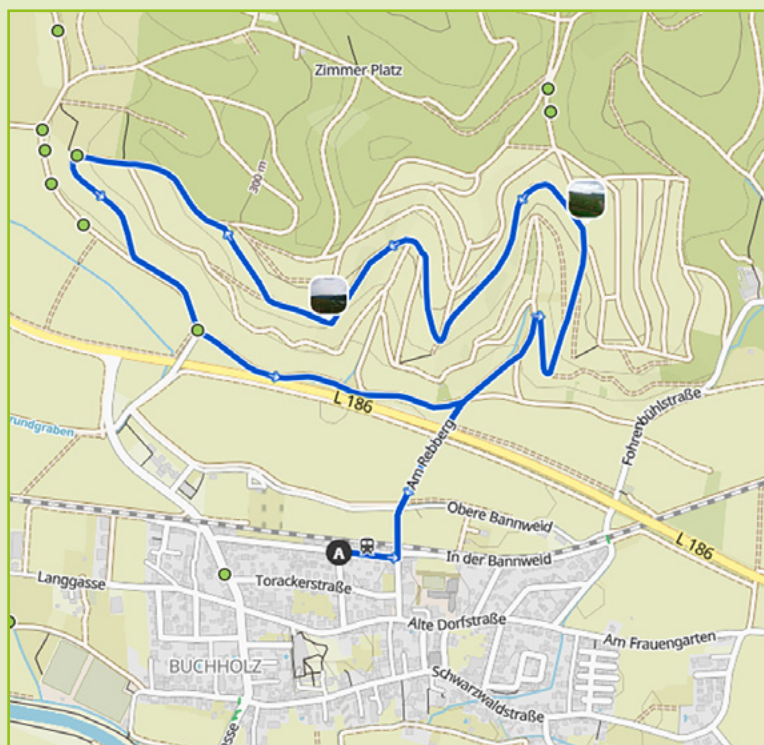 Zimmer Platz
300 m
L 186
Fohrenbühlstraße
rundgraben
Am Rebberg
Obere Bannweid
L 186
A
In der Bannweid
Langgasse
Torackerstraße
Alte Dorfstraße
Am Frauengarten
BUCHHOLZ
Schwarzwaldstraße
asse